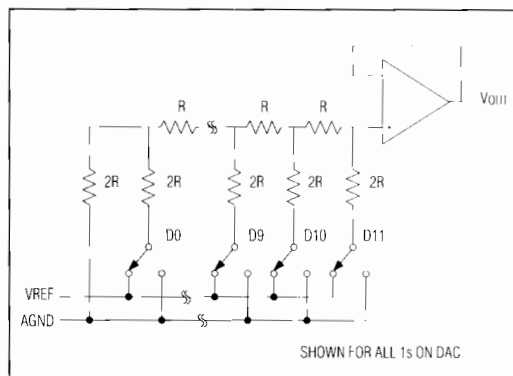 R R R
VOUT
2R 2R 2R 2R 2R
D0 D9 D10 D11
VREF
AGND
SHOWN FOR ALL 1s ON DAC